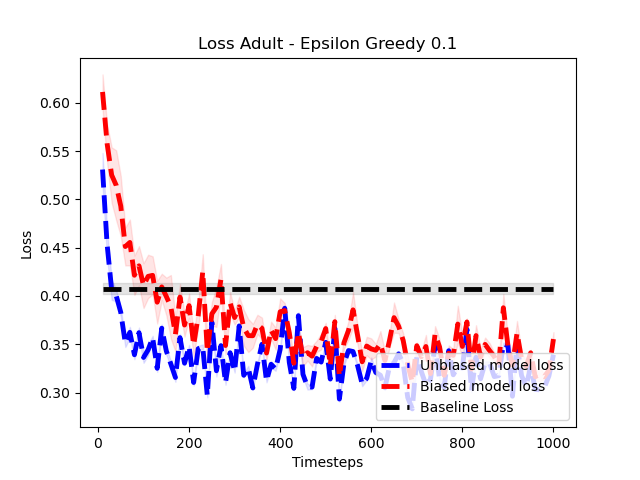 Loss Adult - Epsilon Greedy 0.1
0.60
0.55
0.50
0.45
0.40
0.35
0.30
Loss
Unbiased model loss
Biased model loss
Baseline Loss
0
200
400
600
800
1000
Timesteps